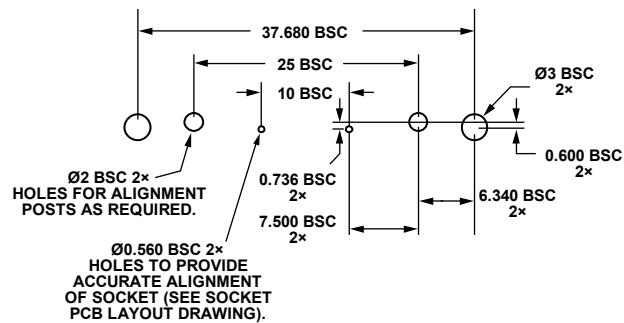 37.680 BSC
25 BSC
10 BSC
Ø3 BSC
2×
Ø2 BSC 2×
HOLES FOR ALIGNMENT
POSTS AS REQUIRED.
0.736 BSC
2×
0.600 BSC
2×
6.340 BSC
2×
7.500 BSC
2×
Ø0.560 BSC 2×
HOLES TO PROVIDE
ACCURATE ALIGNMENT
OF SOCKET (SEE SOCKET
PCB LAYOUT DRAWING).